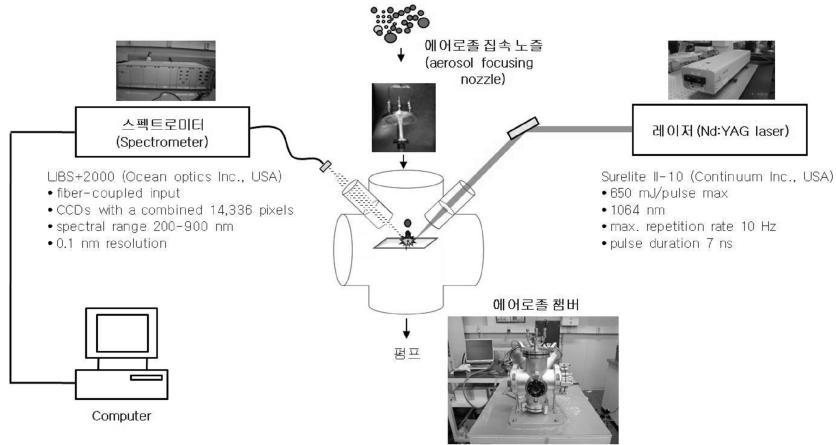 에어로졸 집속 노즐
(aerosol focusing
nozzle)
스펙트로미터
(Spectrometer)
레이저 (Nd:YAG laser)
LIBS+2000 (Ocean optics Inc., USA)
• fiber-coupled input
• CCDs with a combined 14,336 pixels
• spectral range 200-900 nm
• 0.1 nm resolution
Surelite II-10 (Continuum Inc., USA)
• 650 mJ/pulse max
• 1064 nm
• max. repetition rate 10 Hz
• pulse duration 7 ns
에어로졸 챔버
펌프
Computer